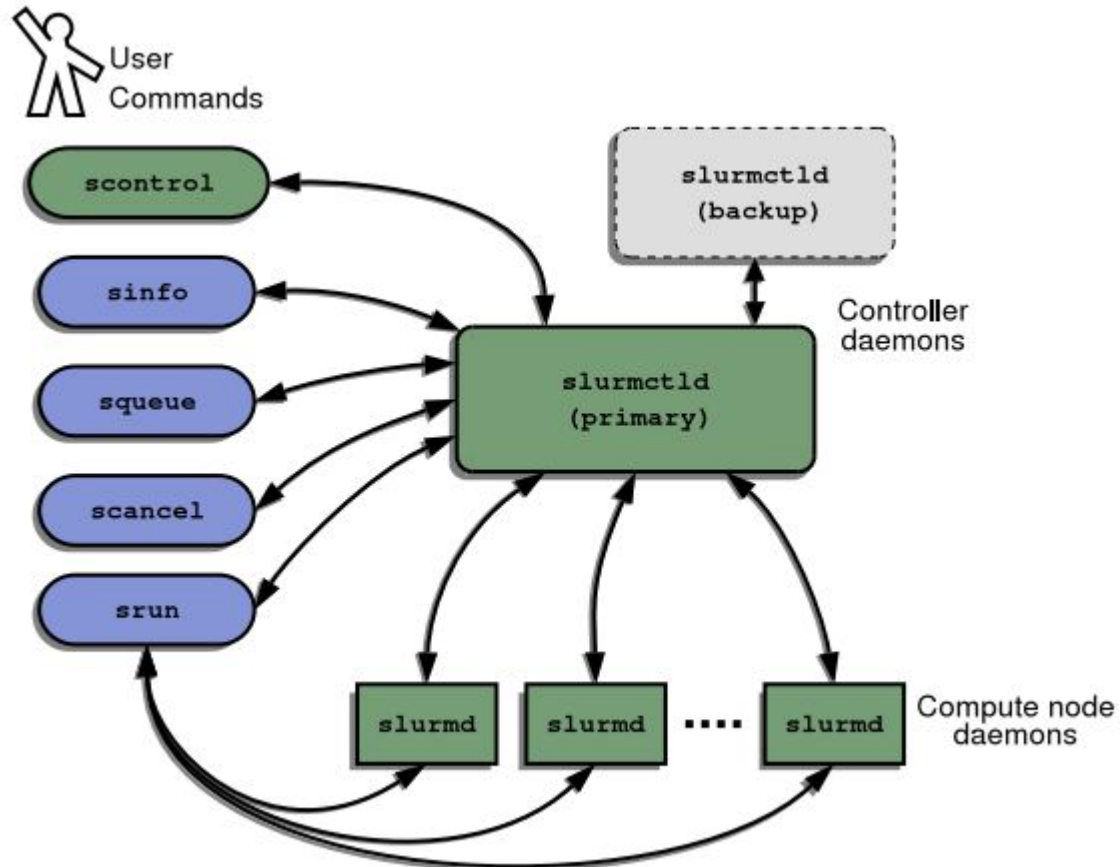 User
Commands
scontrol
slurmctld
(backup)
sinfo
Controller
daemons
squeue
slurmctld
(primary)
scancel
srun
slurmd
slurmd
....
slurmd
Compute node
daemons